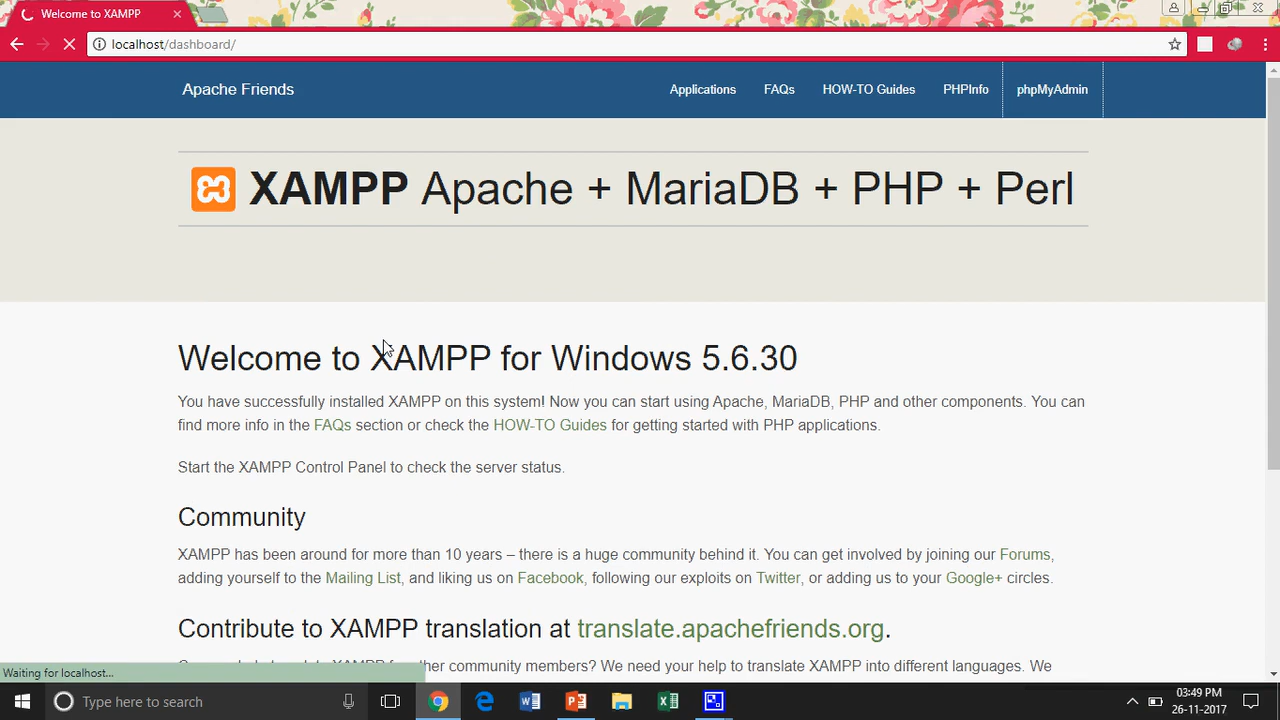 Welcome to XAMPP
localhost/dashboard/
Apache Friends
Applications
FAQs
HOW-TO Guides
PHPInfo
phpMyAdmin
XAMPP Apache + MariaDB + PHP + Perl
Welcome to XAMPP for Windows 5.6.30
You have successfully installed XAMPP on this system! Now you can start using Apache, MariaDB, PHP and other components. You can
find more info in the FAQs section or check the HOW-TO Guides for getting started with PHP applications.
Start the XAMPP Control Panel to check the server status.
Community
XAMPP has been around for more than 10 years – there is a huge community behind it. You can get involved by joining our Forums,
adding yourself to the Mailing List, and liking us on Facebook, following our exploits on Twitter, or adding us to your Google+ circles.
Contribute to XAMPP translation at translate.apachefriends.org.
community members? We need your help to translate XAMPP into different languages. We
Waiting for localhost...
Type here to search
03:49 PM
26-11-2017